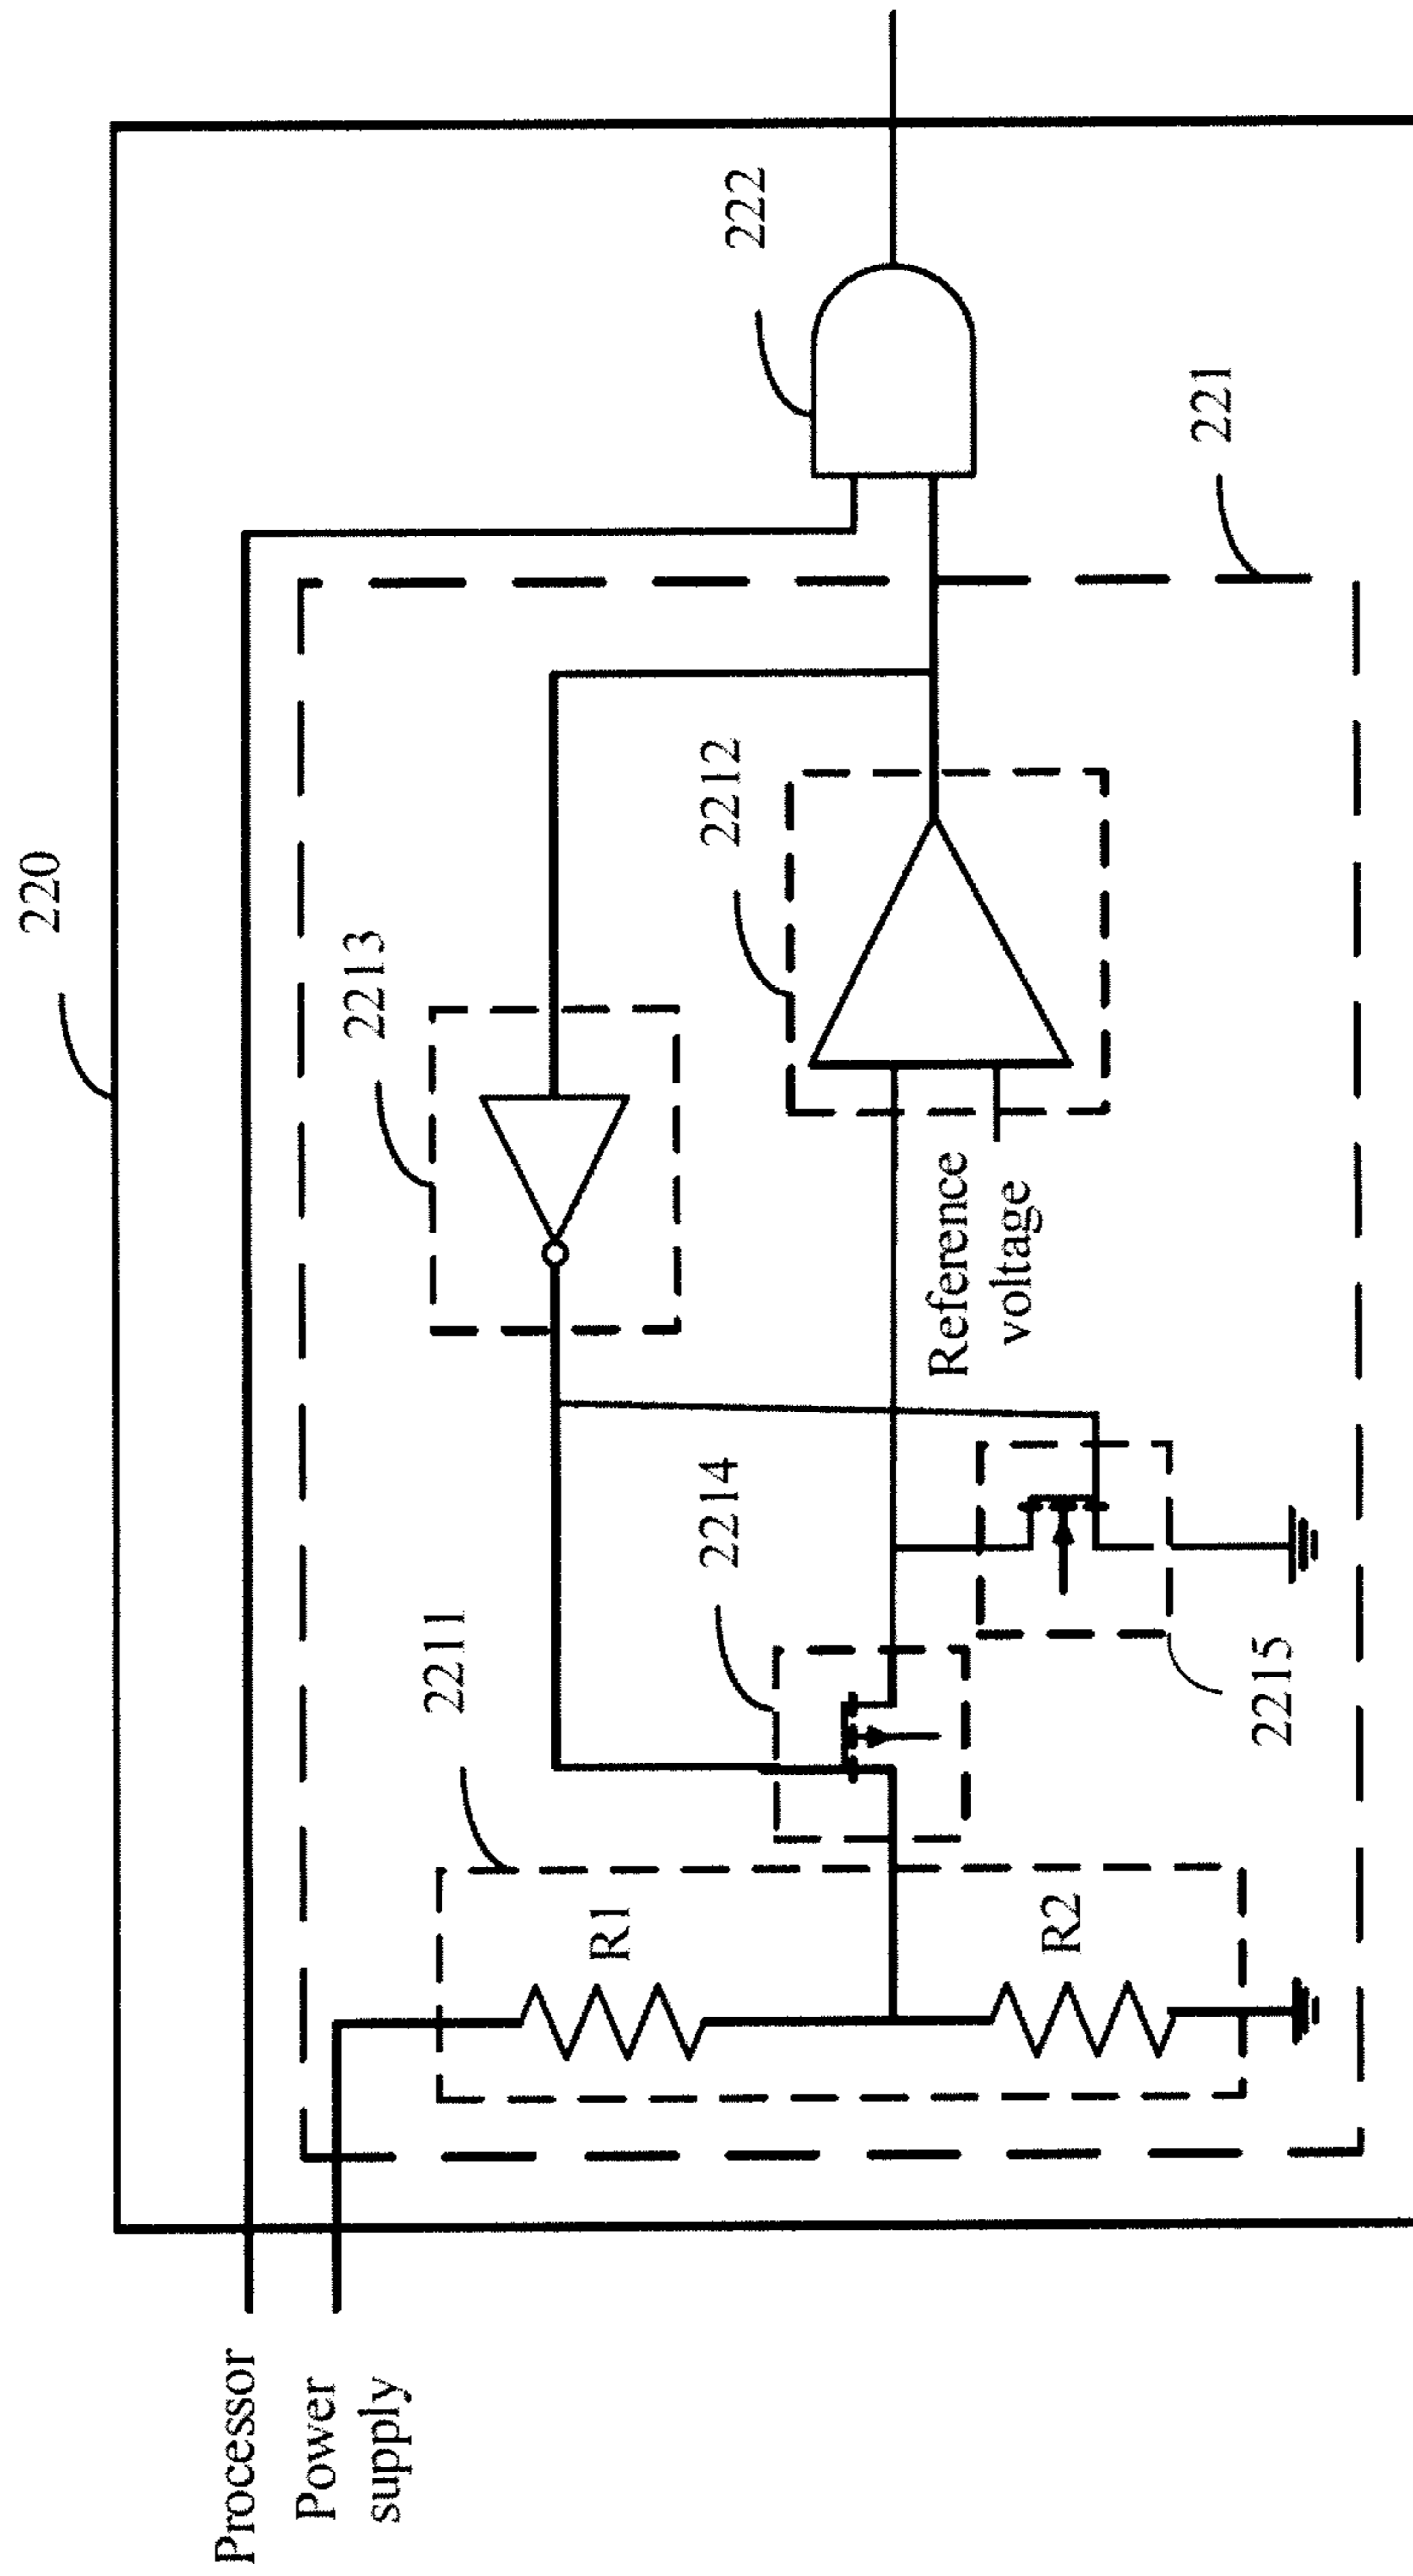 220
Processor
Power
supply
2213
2211
R1
2214
2212
222
Reference
voltage
R2
2215
221